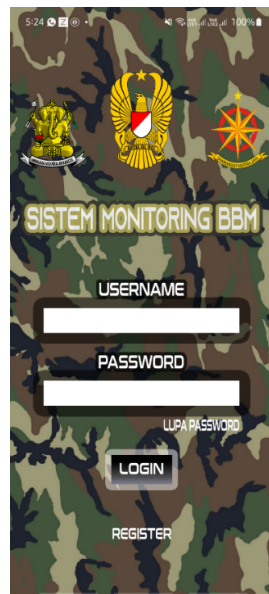 5:24
100%
SISTEM MONITORING BBM
USERNAME
PASSWORD
LUPA PASSWORD
LOGIN
REGISTER